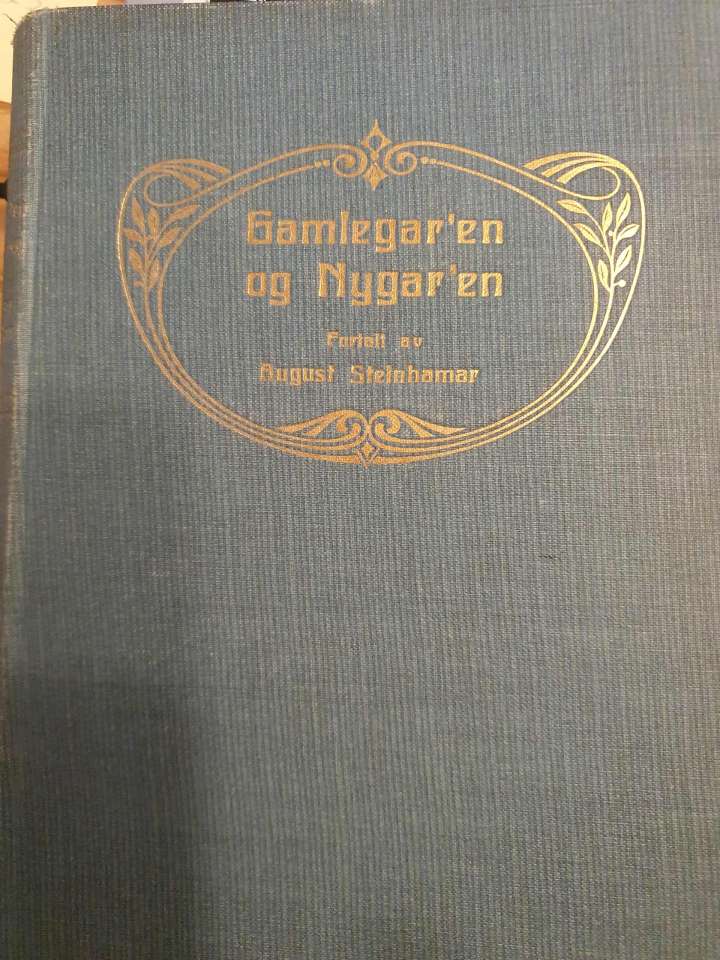 Gamlegar'en
og Nygar'en
Fortalt av
August Steinhamar